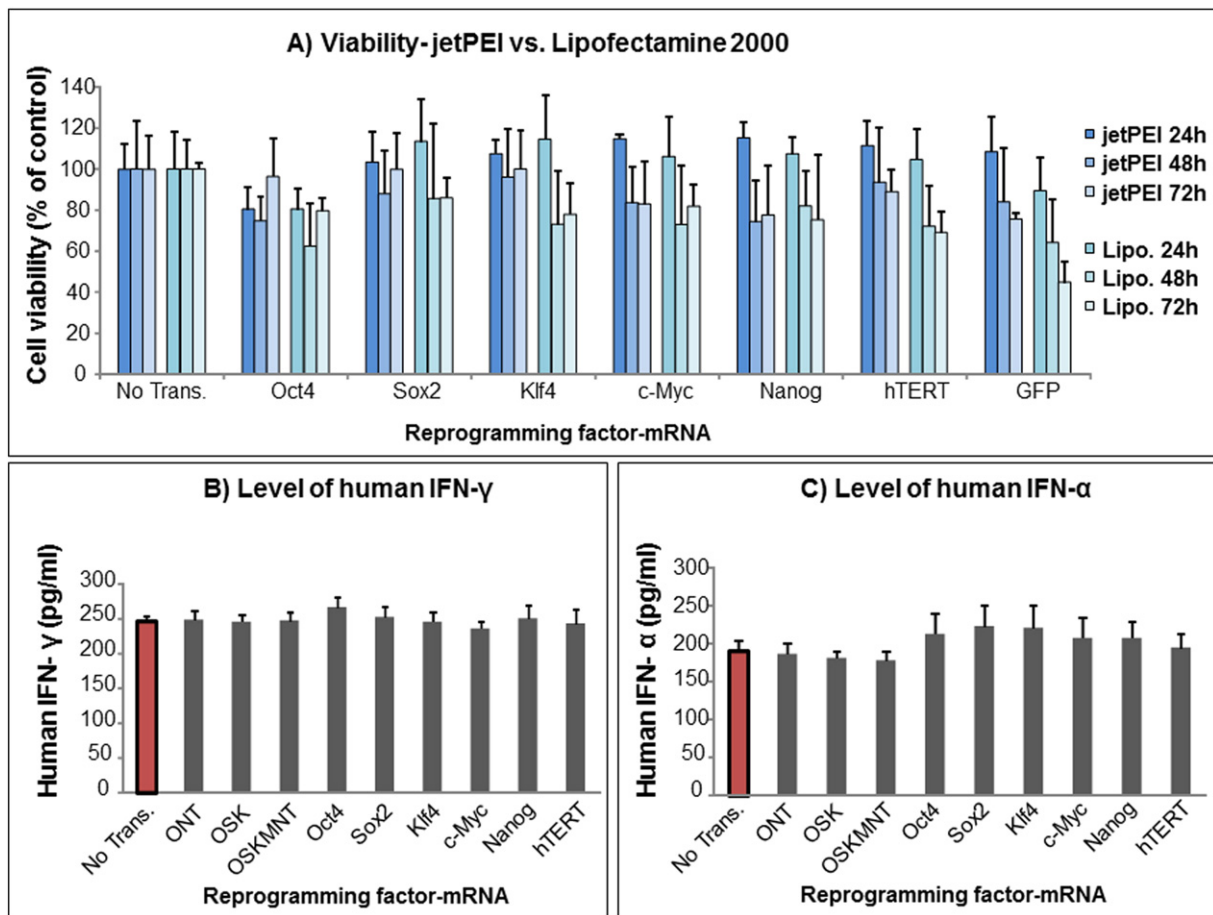 A) Viability- jetPEI vs. Lipofectamine 2000
Cell viability (% of control)
140
120
100
80
60
40
20
0
No Trans. Oct4 Sox2 Klf4 c-Myc Nanog hTERT GFP
Reprogramming factor-mRNA
jetPEI 24h
jetPEI 48h
jetPEI 72h
Lipo. 24h
Lipo. 48h
Lipo. 72h
B) Level of human IFN-γ
Human IFN- γ (pg/ml)
300
250
200
150
100
50
0
No Trans. ONT OSK OSKMNT Oct4 Sox2 Klf4 c-Myc Nanog hTERT
Reprogramming factor-mRNA
C) Level of human IFN-α
Human IFN- α (pg/ml)
300
250
200
150
100
50
0
No Trans. ONT OSK OSKMNT Oct4 Sox2 Klf4 c-Myc Nanog hTERT
Reprogramming factor-mRNA